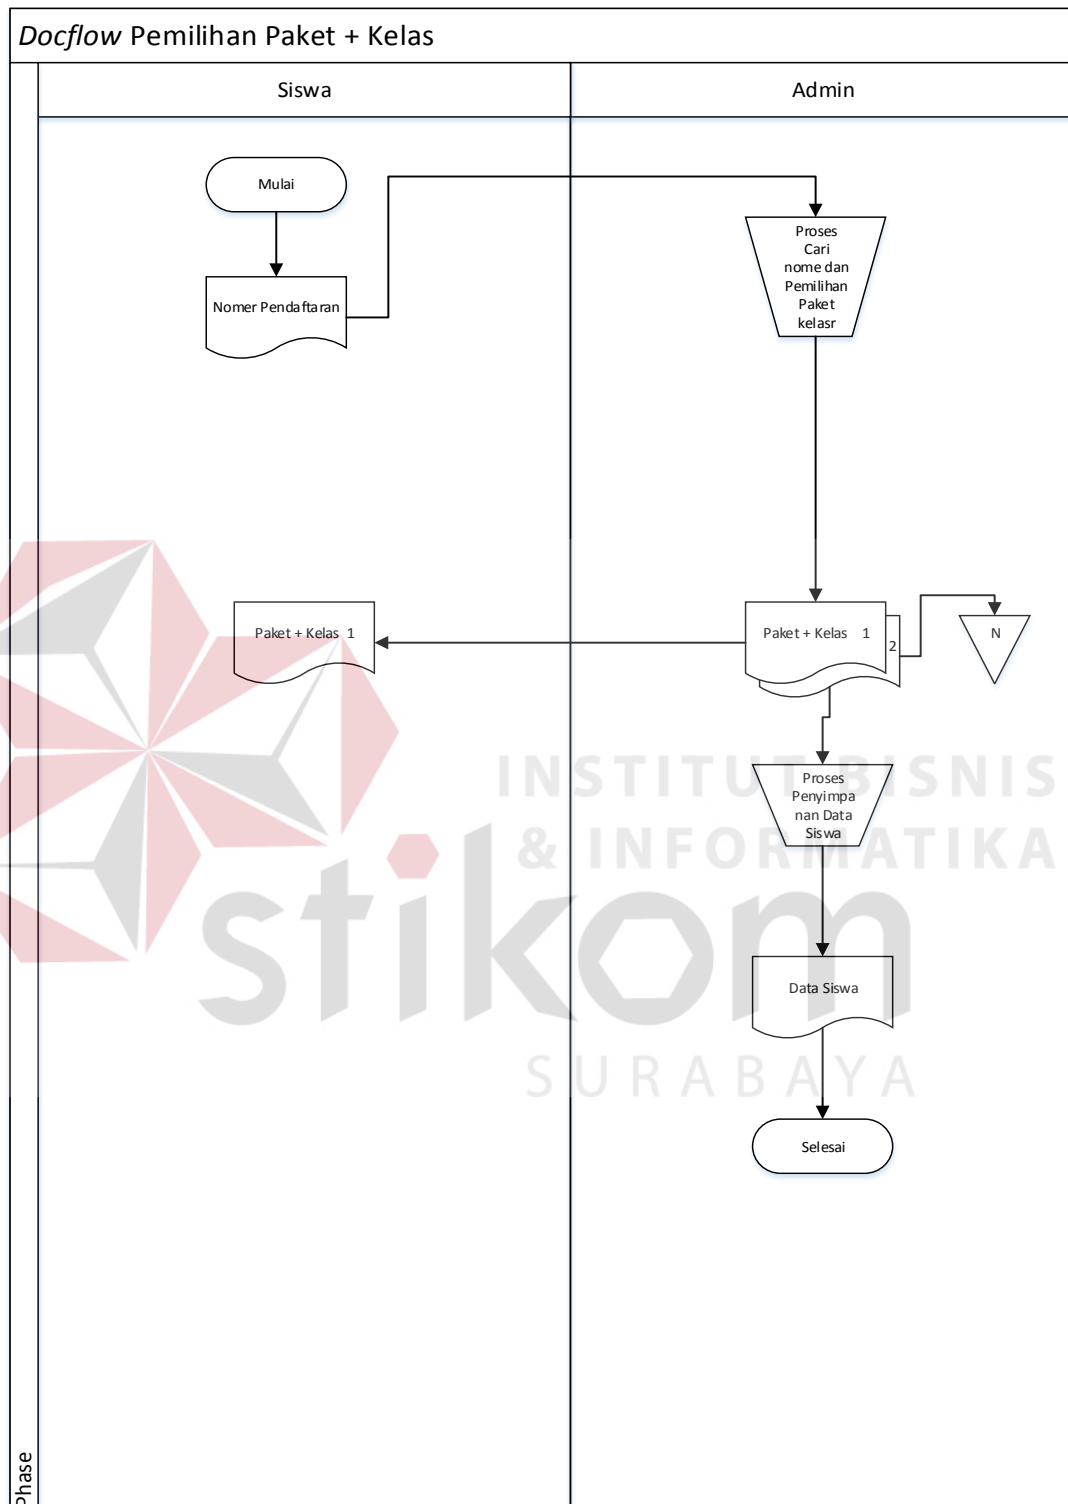 Docflow Pemilihan Paket + Kelas
Siswa
Admin
Mulai
Nomer Pendaftaran
Proses
Cari
nome dan
Pemilihan
Paket
kelasr
Paket + Kelas 1
Paket + Kelas 1
2
N
Proses
Penyimpa
nan Data
Siswa
Data Siswa
Selesai
Phase
INSTITUT BISNIS
& INFORMATIKA
stikom
SURABAYA